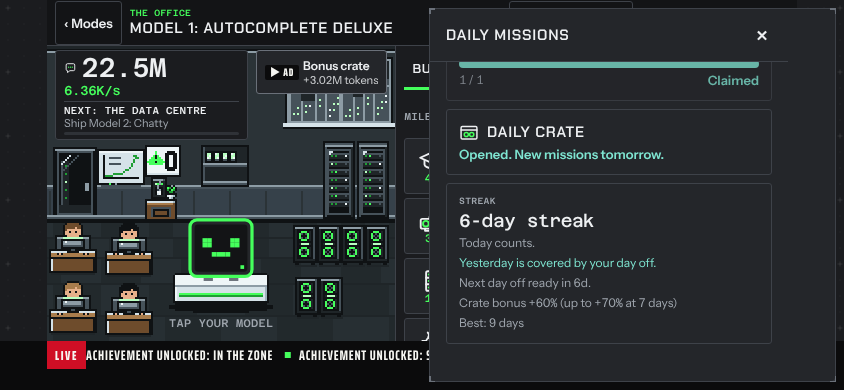 ‹ Modes
THE OFFICE
MODEL 1: AUTOCOMPLETE DELUXE
22.5M
6.36K/s
NEXT: THE DATA CENTRE
Ship Model 2: Chatty
AD
Bonus crate
+3.02M tokens
BU
MILE
TAP YOUR MODEL
LIVE
ACHIEVEMENT UNLOCKED: IN THE ZONE
ACHIEVEMENT UNLOCKED:
DAILY MISSIONS
×
1 / 1
Claimed
DAILY CRATE
Opened. New missions tomorrow.
STREAK
6-day streak
Today counts.
Yesterday is covered by your day off.
Next day off ready in 6d.
Crate bonus +60% (up to +70% at 7 days)
Best: 9 days